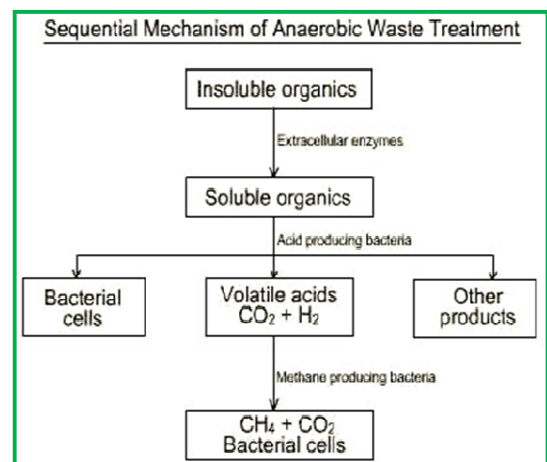 Sequential Mechanism of Anaerobic Waste Treatment
Insoluble organics
Extracellular enzymes
Soluble organics
Acid producing bacteria
Bacterial
cells
Volatile acids
CO₂ + H₂
Other
products
Methane producing bacteria
CH₄ + CO₂
Bacterial cells